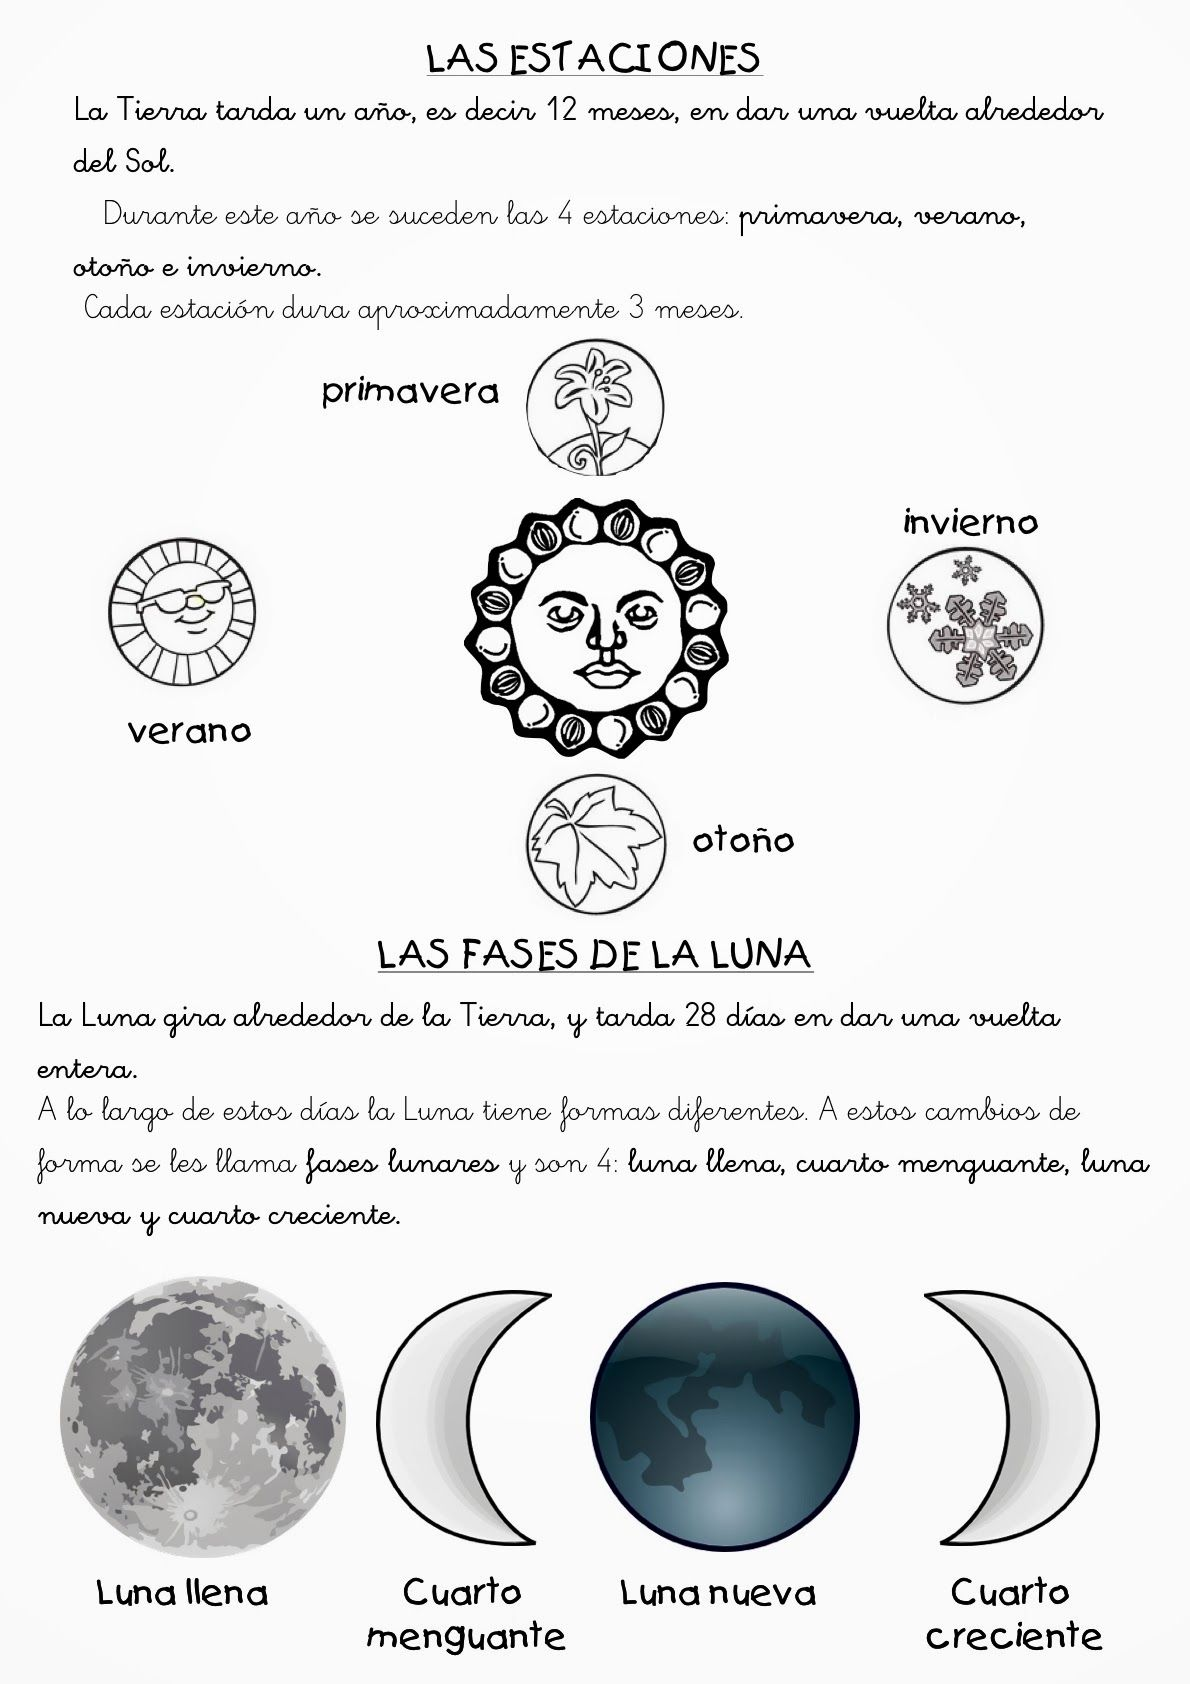 LAS ESTACIONES
La Tierra tarda un año, es decir 12 meses, en dar una vuelta alrededor
del Sol.
Durante este año se suceden las 4 estaciones: primavera, verano,
otoño e invierno.
Cada estación dura aproximadamente 3 meses.
primavera
invierno
verano
otoño
LAS FASES DE LA LUNA
La Luna gira alrededor de la Tierra, y tarda 28 días en dar una vuelta
entera.
A lo largo de estos días la Luna tiene formas diferentes. A estos cambios de
forma se les llama fases lunares y son 4: luna llena, cuarto menguante, luna
nueva y cuarto creciente.
Luna llena
Cuarto
menguante
Luna nueva
Cuarto
creciente